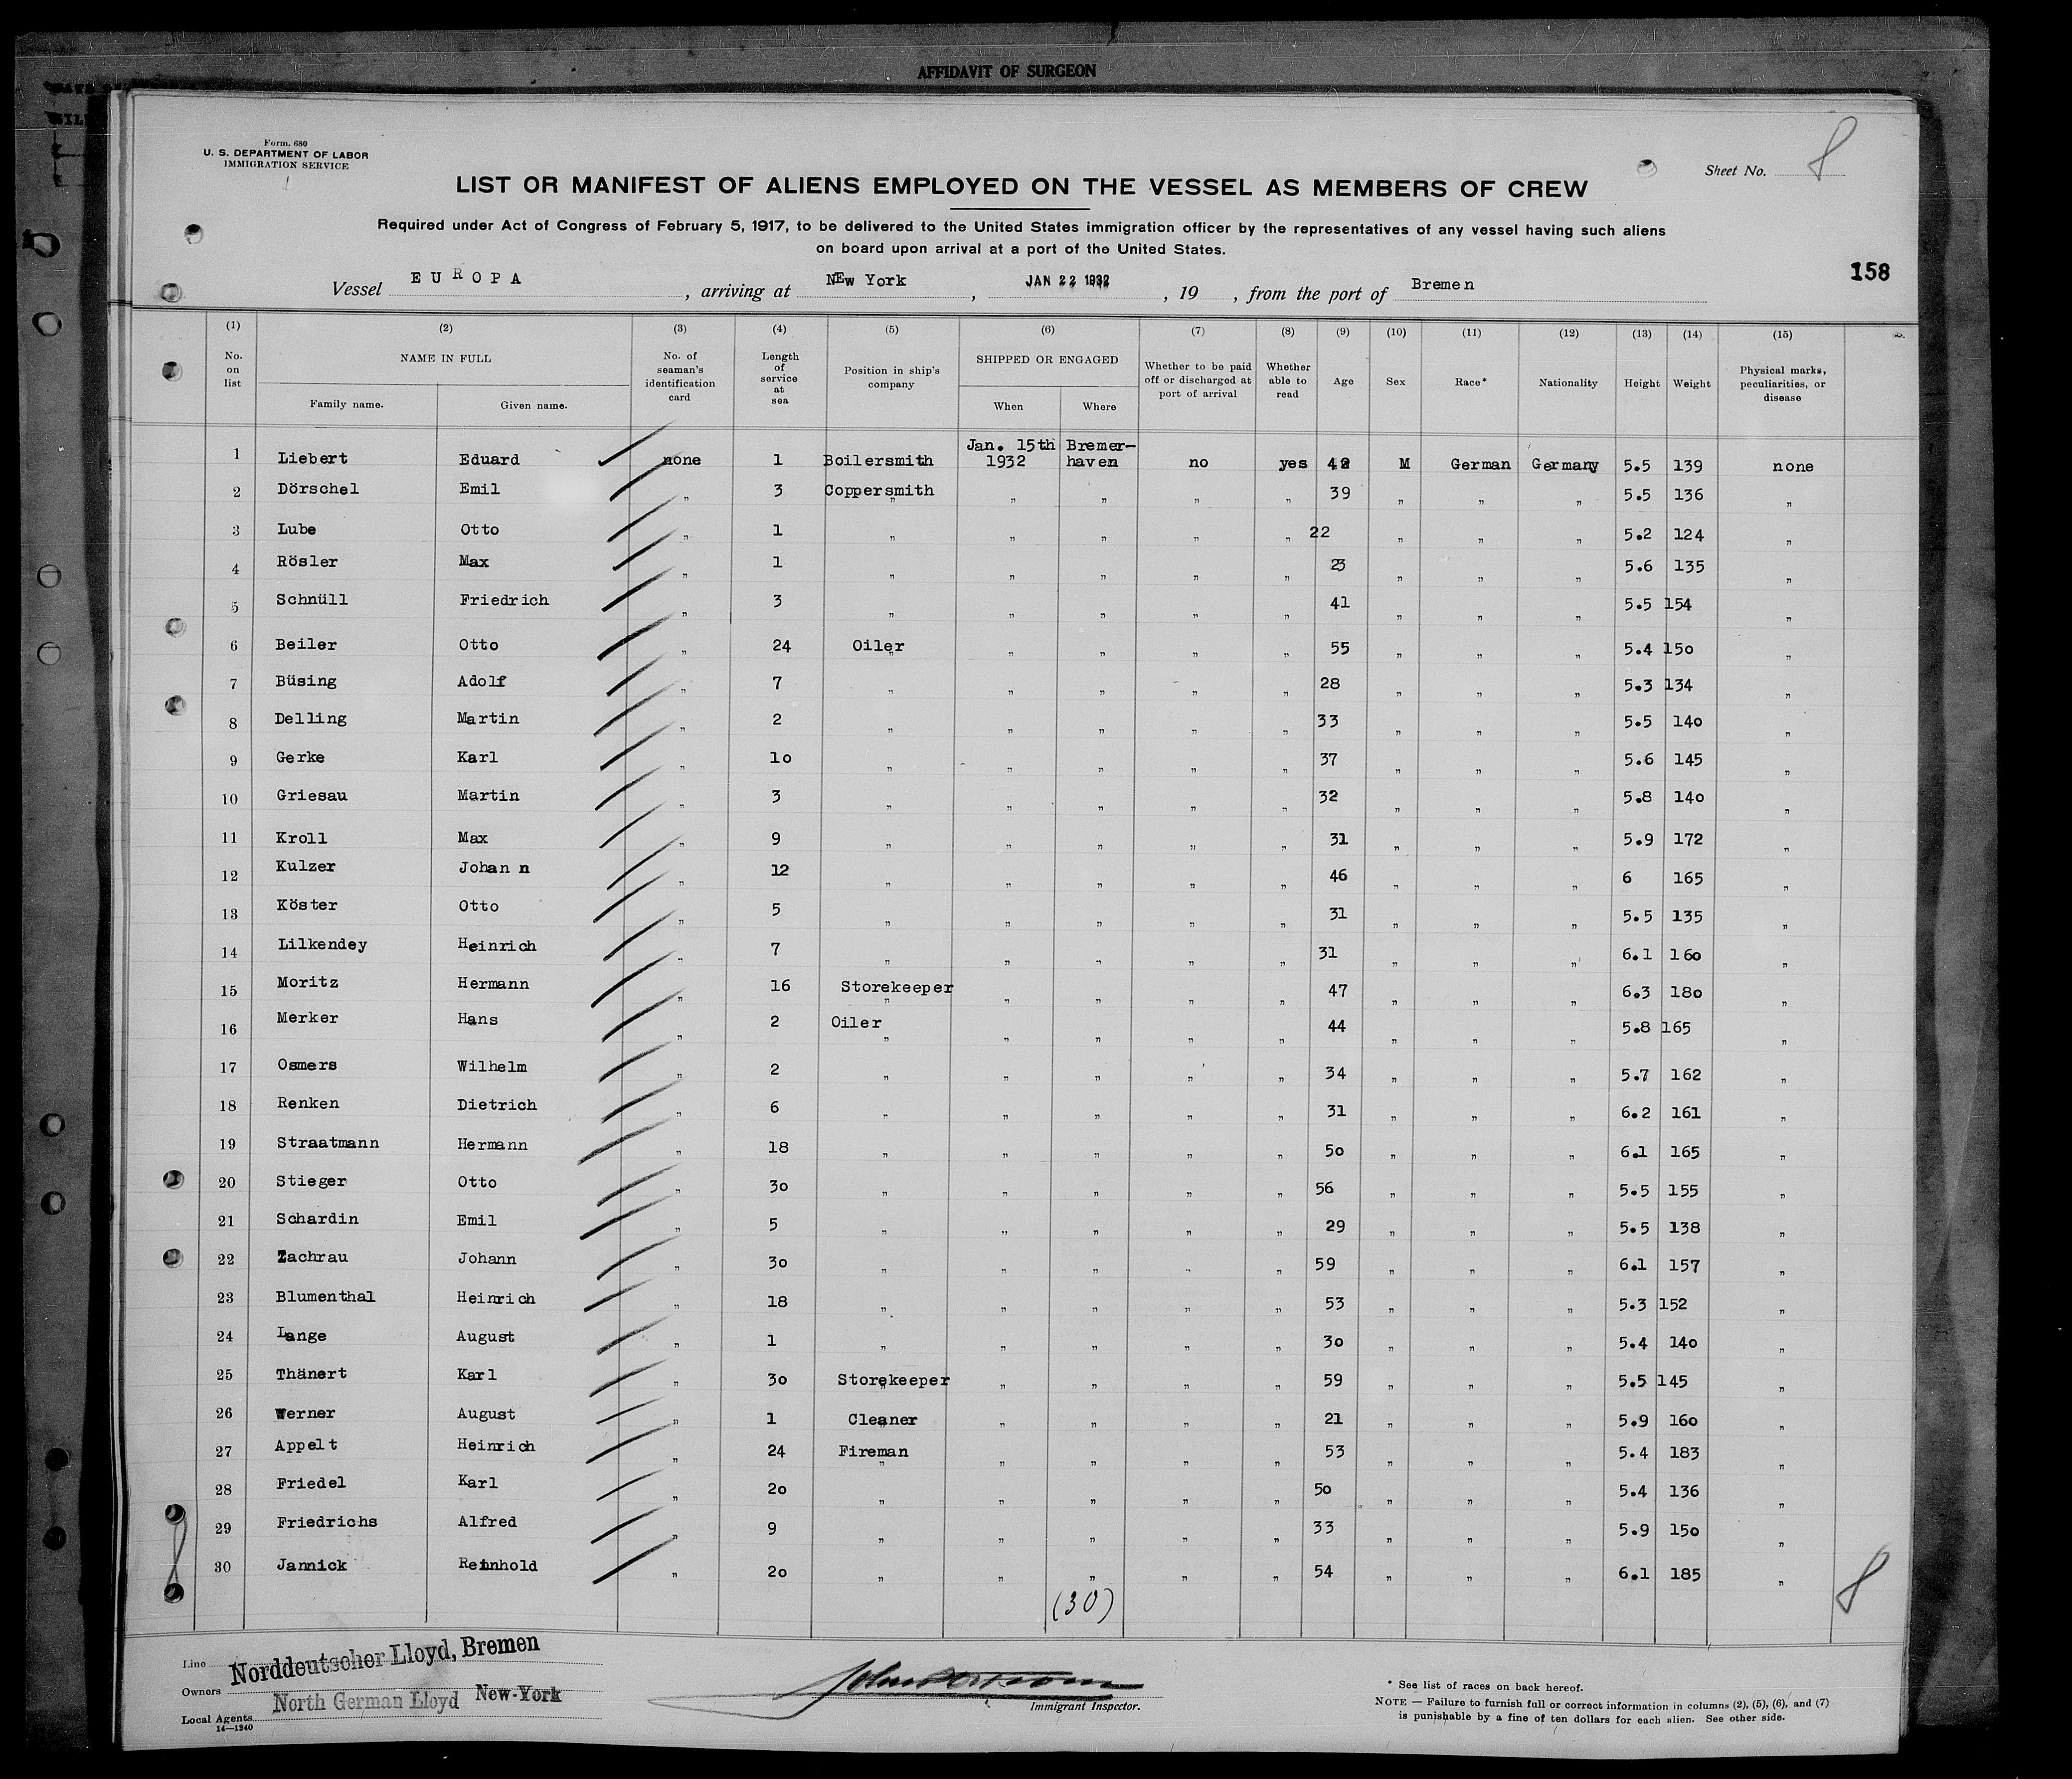 AFFIDAVIT OF SURGEON
Form. 680
U. S. DEPARTMENT OF LABOR
IMMIGRATION SERVICE
Sheet No. 8
LIST OR MANIFEST OF ALIENS EMPLOYED ON THE VESSEL AS MEMBERS OF CREW
Required under Act of Congress of February 5, 1917, to be delivered to the United States immigration officer by the representatives of any vessel having such aliens
on board upon arrival at a port of the United States.
158
Vessel EUROPA, arriving at NEw York, JAN 22 1932, 19 , from the port of Bremen
(1) (2) (3) (4) (5) (6) (7) (8) (9) (10) (11) (12) (13) (14) (15)
No. on list NAME IN FULL Family name. Given name. No. of seaman's identification card Length of service at sea Position in ship's company SHIPPED OR ENGAGED When Where Whether to be paid off or discharged at port of arrival Whether able to read Age Sex Race* Nationality Height Weight Physical marks, peculiarities, or disease
1 Liebert Eduard none 1 Boilersmith Jan. 15th 1932 Bremer-haven no yes M German Germany 5.5 139 none
2 Dörschel Emil " 3 Coppersmith " " " " " 39 " " " 5.5 136 "
3 Lube Otto " 1 " " " " " 22 " " " 5.2 124 "
4 Rösler Max " 1 " " " " " 23 " " " 5.6 135 "
5 Schnüll Friedrich " 3 " " " " " 41 " " " 5.5 154 "
6 Beiler Otto " 24 Oiler " " " " " 55 " " " 5.4 150 "
7 Büsing Adolf " 7 " " " " " 28 " " " 5.3 134 "
8 Delling Martin " 2 " " " " " 33 " " " 5.5 140 "
9 Gerke Karl " 10 " " " " " 37 " " " 5.6 145 "
10 Griesau Martin " 3 " " " " " 32 " " " 5.8 140 "
11 Kroll Max " 9 " " " " " 31 " " " 5.9 172 "
12 Kulzer Johan n " 12 " " " " " 46 " " " 6 165 "
13 Köster Otto " 5 " " " " " 31 " " " 5.5 135 "
14 Lilkendey Heinrich " 7 " " " " " 31 " " " 6.1 160 "
15 Moritz Hermann " 16 Storekeeper " " " " " 47 " " " 6.3 180 "
16 Merker Hans " 2 Oiler " " " " " 44 " " " 5.8 165 "
17 Osmers Wilhelm " 2 " " " " " 34 " " " 5.7 162 "
18 Renken Dietrich " 6 " " " " " 31 " " " 6.2 161 "
19 Straatmann Hermann " 18 " " " " " 50 " " " 6.1 165 "
20 Stieger Otto " 30 " " " " " 56 " " " 5.5 155 "
21 Schardin Emil " 5 " " " " " 29 " " " 5.5 138 "
22 Zachrau Johann " 30 " " " " " 59 " " " 6.1 157 "
23 Blumenthal Heinrich " 18 " " " " " 53 " " " 5.3 152 "
24 Lange August " 1 " " " " " 30 " " " 5.4 140 "
25 Thänert Karl " 30 Storekeeper " " " " " 59 " " " 5.5 145 "
26 Werner August " 1 Cleaner " " " " " 21 " " " 5.9 160 "
27 Appelt Heinrich " 24 Fireman " " " " " 53 " " " 5.4 183 "
28 Friedel Karl " 20 " " " " " 50 " " " 5.4 136 "
29 Friedrichs Alfred " 9 " " " " " 33 " " " 5.9 150 "
30 Jannick Reinhold " 20 " " " " " 54 " " " 6.1 185 "
(30)
8
Line Norddeutscher Lloyd, Bremen
Owners
North German Lloyd New-York
Local Agents
14—1240
Immigrant Inspector.
* See list of races on back hereof.
NOTE — Failure to furnish full or correct information in columns (2), (5), (6), and (7)
is punishable by a fine of ten dollars for each alien. See other side.